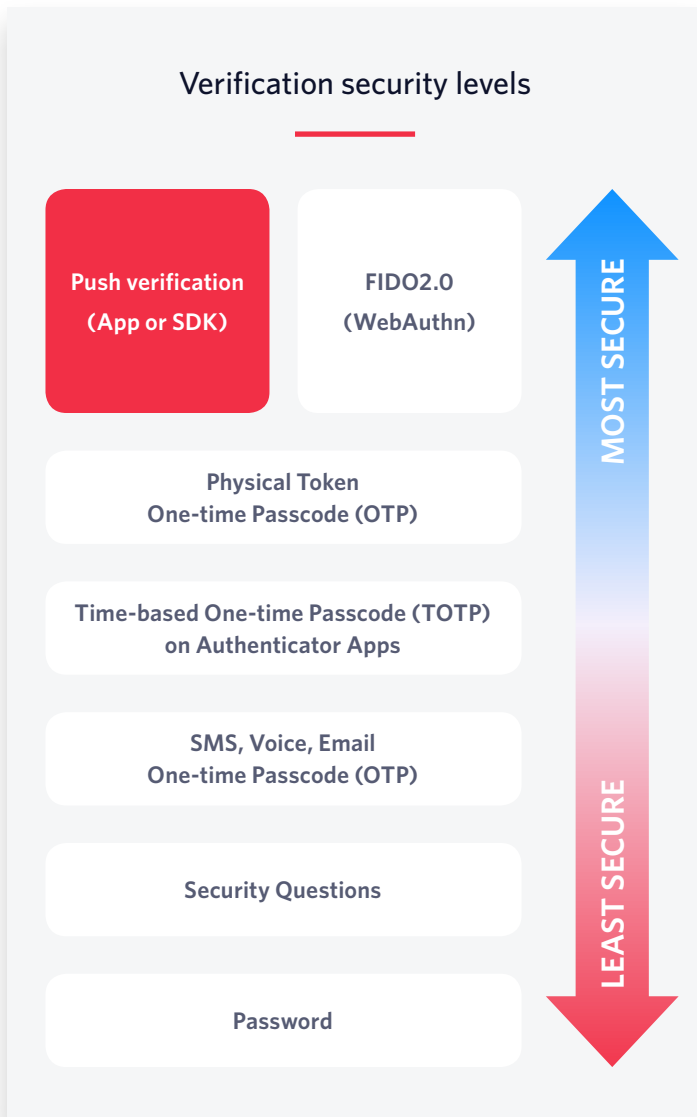 Verification security levels
Push verification
(App or SDK)
FIDO2.0
(WebAuthn)
MOST SECURE
Physical Token
One-time Passcode (OTP)
Time-based One-time Passcode (TOTP)
on Authenticator Apps
SMS, Voice, Email
One-time Passcode (OTP)
Security Questions
LEAST SECURE
Password